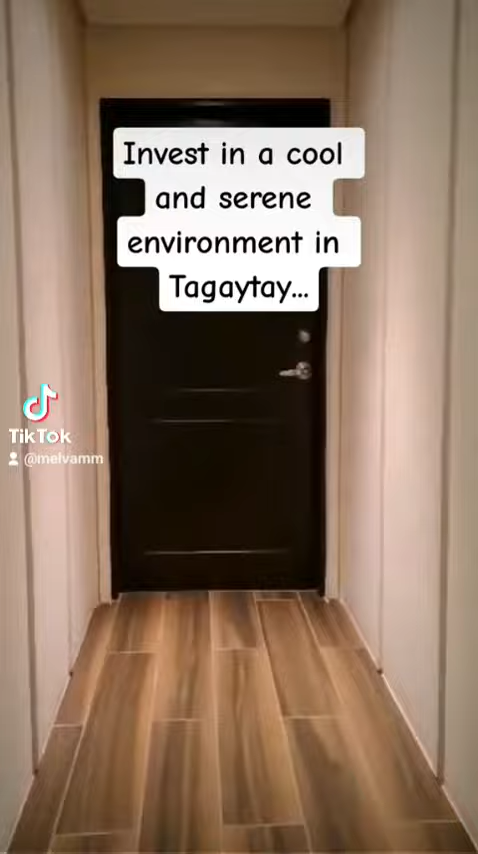 Invest in a cool
and serene
environment in
Tagaytay...
TikTok
@melvamm